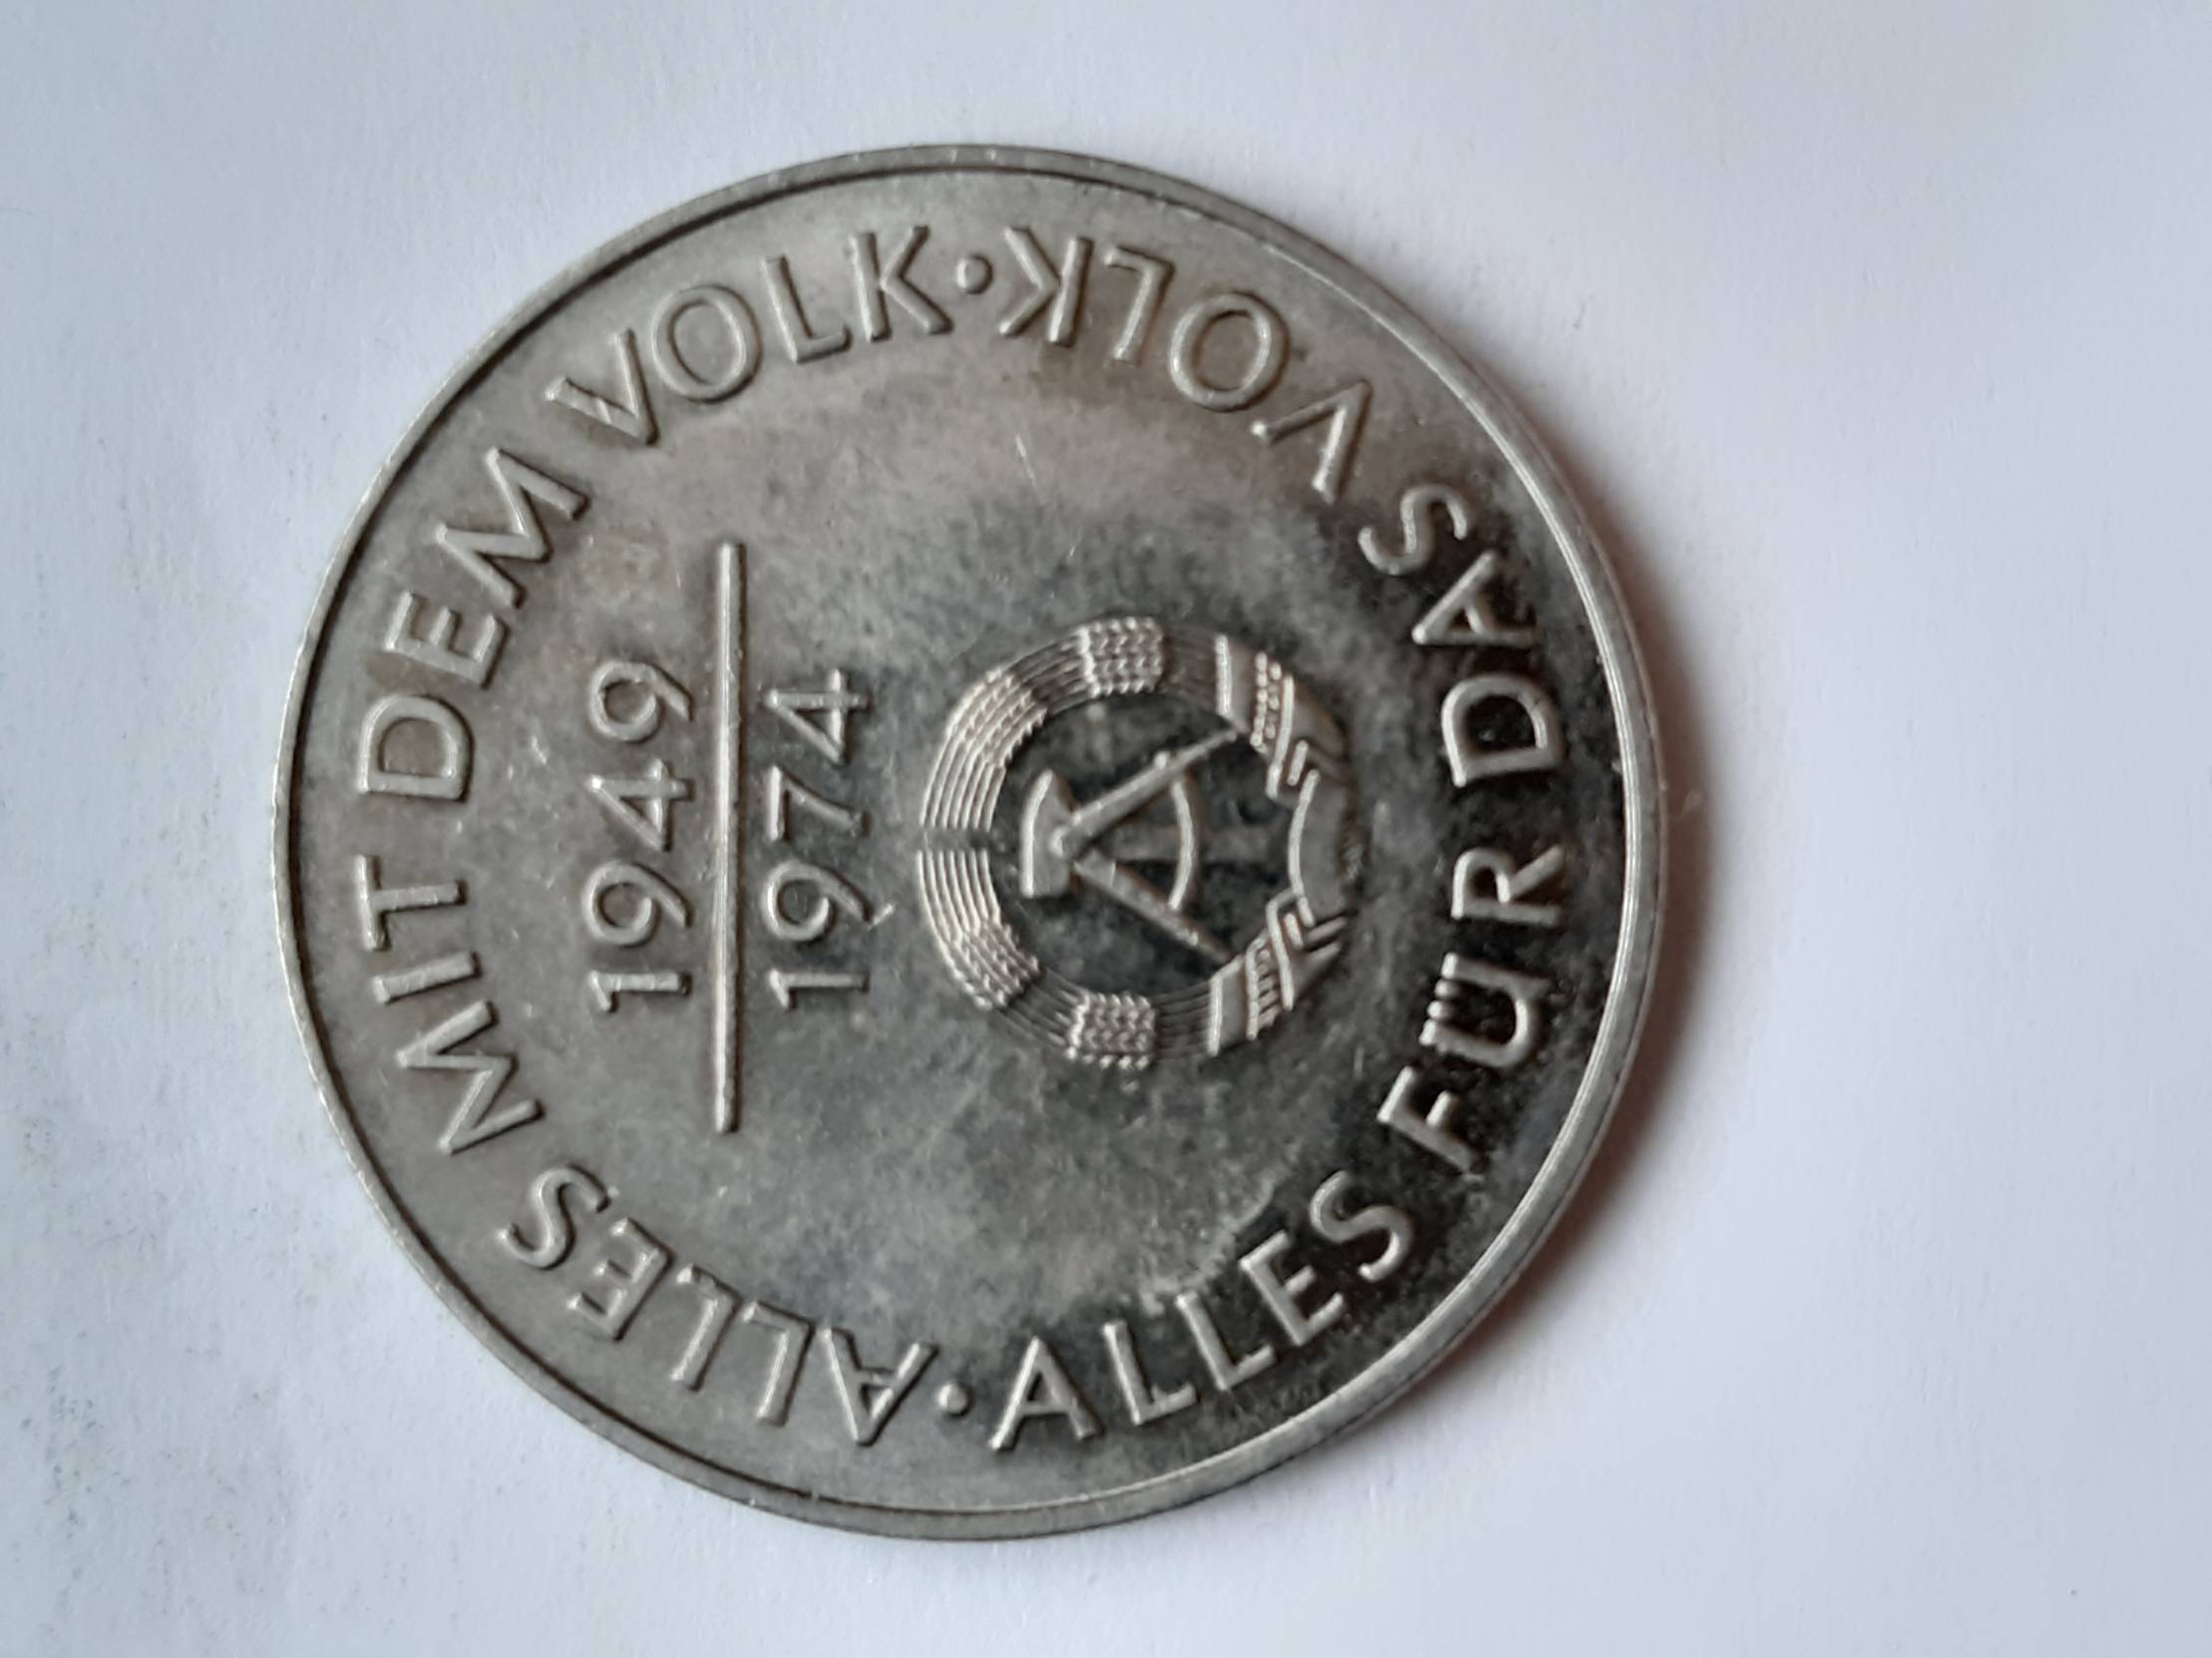 ALLES MIT DEM VOLK · ALLES FÜR DAS VOLK ·
1949
1974